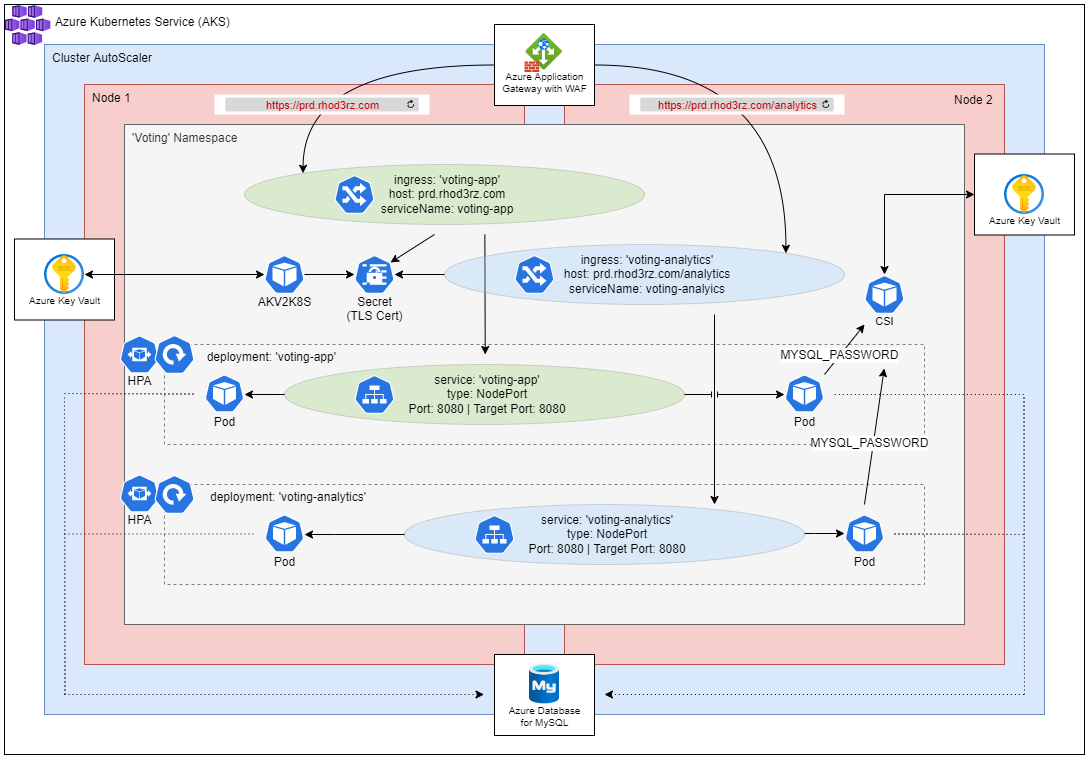 Azure Kubernetes Service (AKS)
Cluster AutoScaler
Azure Application
Gateway with WAF
Node 1
Node 2
https://prd.rhod3rz.com
https://prd.rhod3rz.com/analytics
'Voting' Namespace
ingress: 'voting-app'
host: prd.rhod3rz.com
serviceName: voting-app
Azure Key Vault
ingress: 'voting-analytics'
host: prd.rhod3rz.com/analytics
serviceName: voting-analytics
Azure Key Vault
AKV2K8S
Secret
(TLS Cert)
CSI
HPA
deployment: 'voting-app'
MYSQL_PASSWORD
service: 'voting-app'
type: NodePort
Port: 8080 | Target Port: 8080
Pod
Pod
MYSQL_PASSWORD
HPA
deployment: 'voting-analytics'
service: 'voting-analytics'
type: NodePort
Port: 8080 | Target Port: 8080
Pod
Pod
My
Azure Database
for MySQL